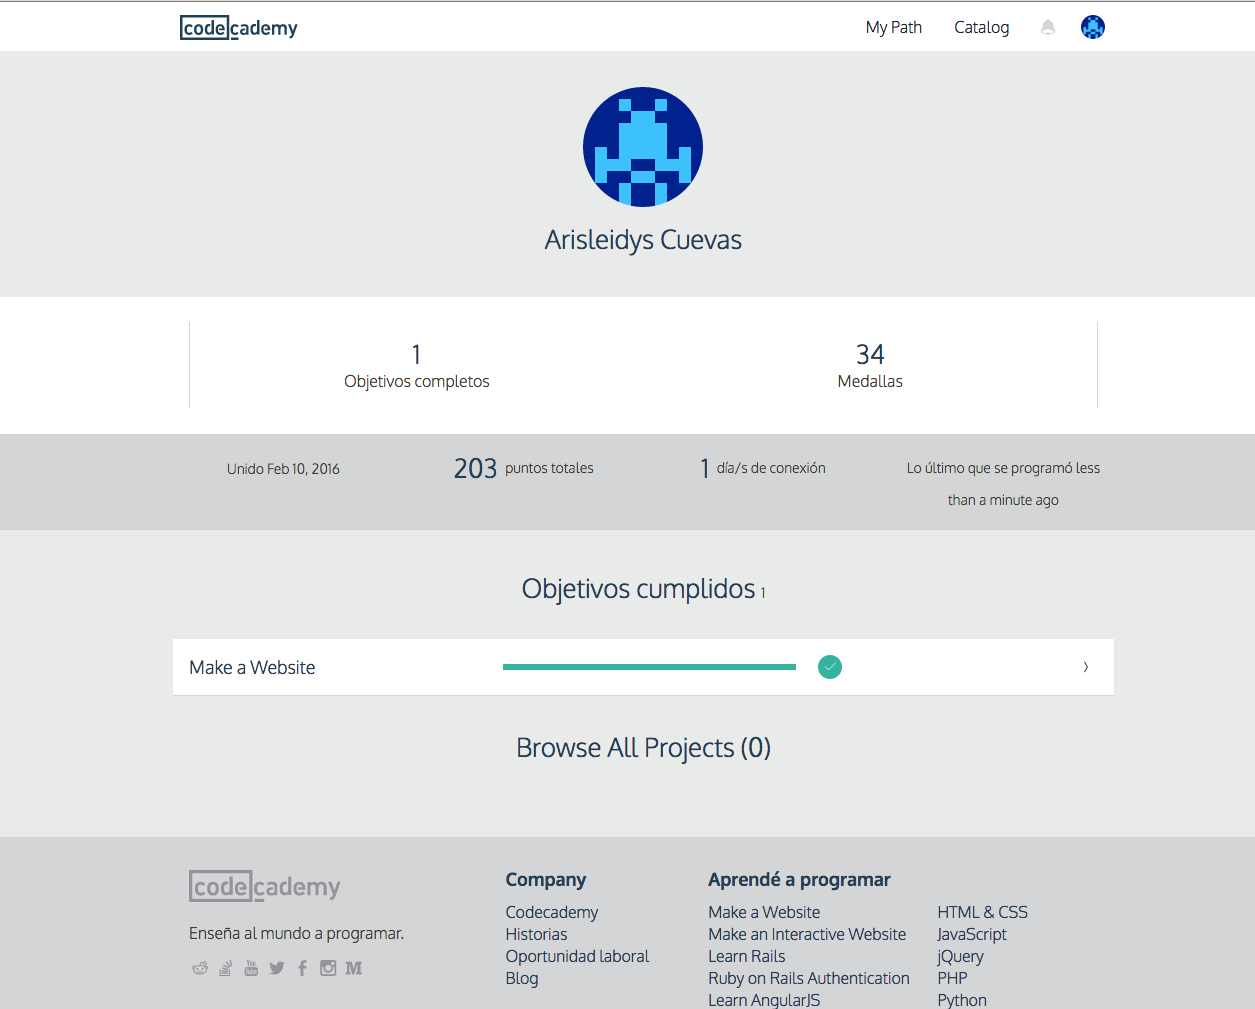 codecademy
My Path
Catalog
Arisleidys Cuevas
1
Objetivos completos
34
Medallas
Unido Feb 10, 2016
203 puntos totales
1 día/s de conexión
Lo último que se programó less
than a minute ago
Objetivos cumplidos 1
Make a Website
Browse All Projects (0)
codecademy
Enseña al mundo a programar.
You
Tube
Company
Codecademy
Historias
Oportunidad laboral
Blog
Aprendé a programar
Make a Website
Make an Interactive Website
Learn Rails
Ruby on Rails Authentication
Learn AngularJS
HTML & CSS
JavaScript
jQuery
PHP
Python